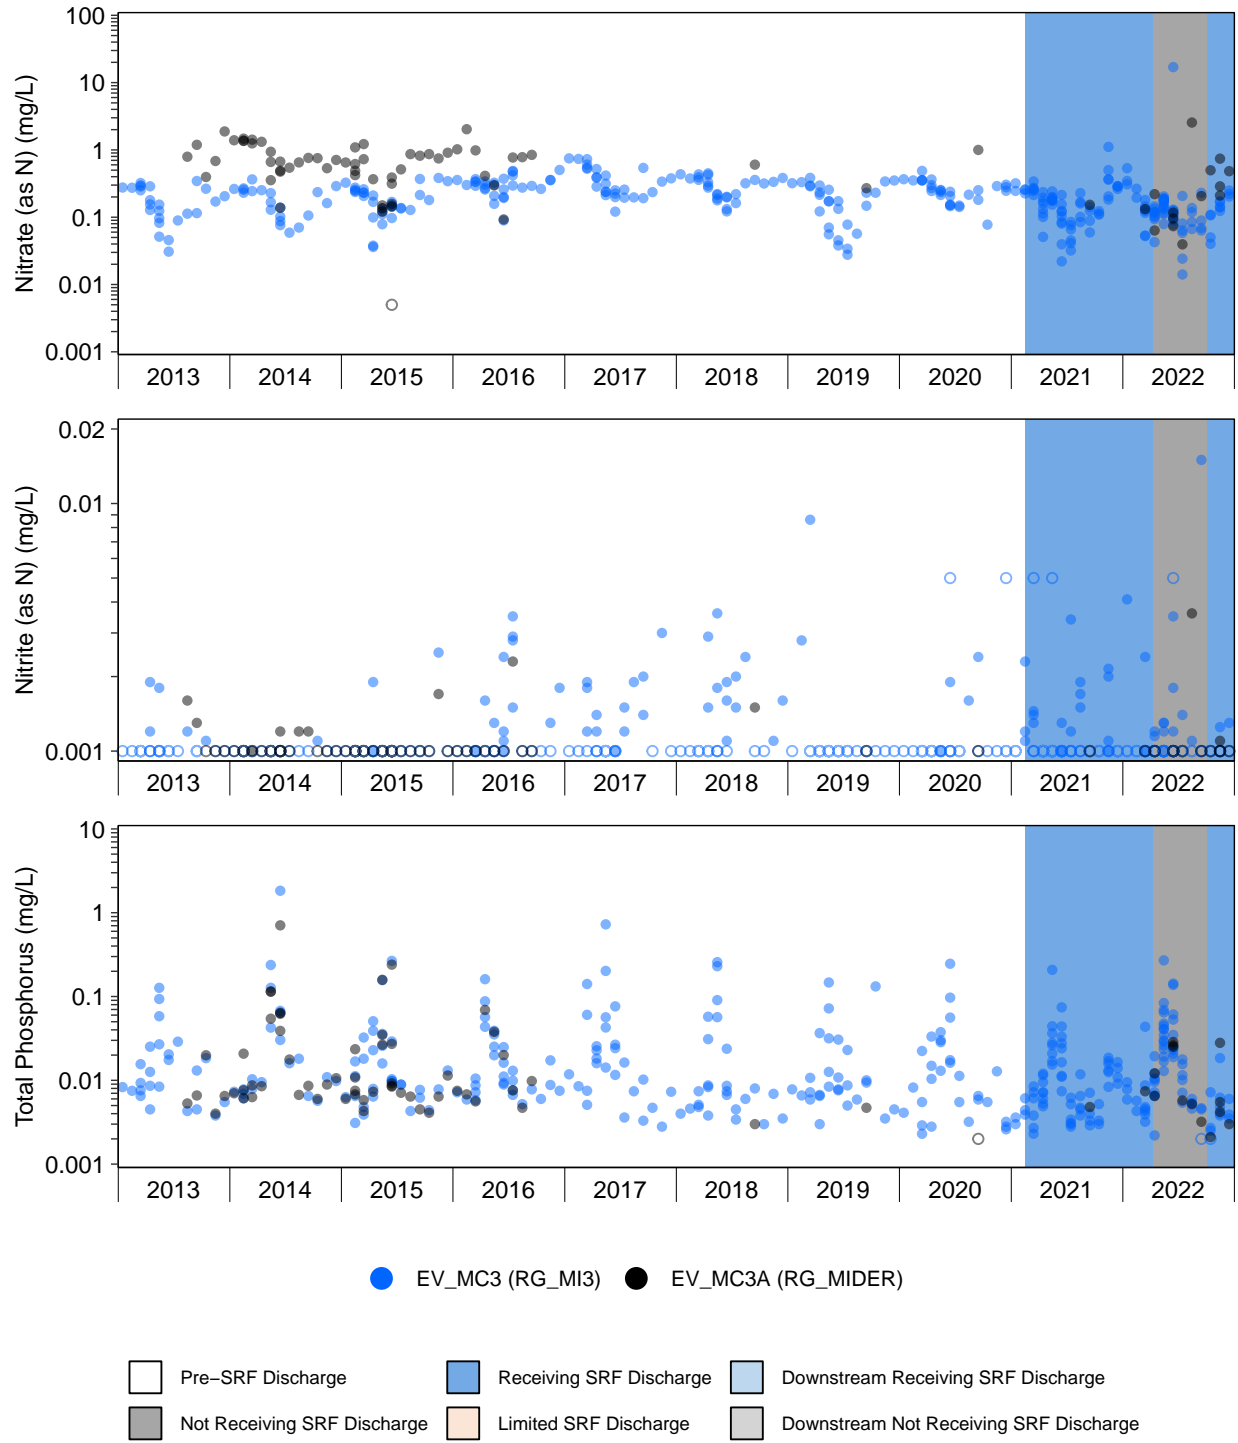 Nitrate (as N) (mg/L)
100
10
1
0.1
0.01
0.001
2013 2014 2015 2016 2017 2018 2019 2020 2021 2022
Nitrite (as N) (mg/L)
0.02
0.01
0.001
2013 2014 2015 2016 2017 2018 2019 2020 2021 2022
Total Phosphorus (mg/L)
10
1
0.1
0.01
0.001
2013 2014 2015 2016 2017 2018 2019 2020 2021 2022
EV_MC3 (RG_MI3) EV_MC3A (RG_MIDER)
Pre−SRF Discharge Receiving SRF Discharge Downstream Receiving SRF Discharge
Not Receiving SRF Discharge Limited SRF Discharge Downstream Not Receiving SRF Discharge